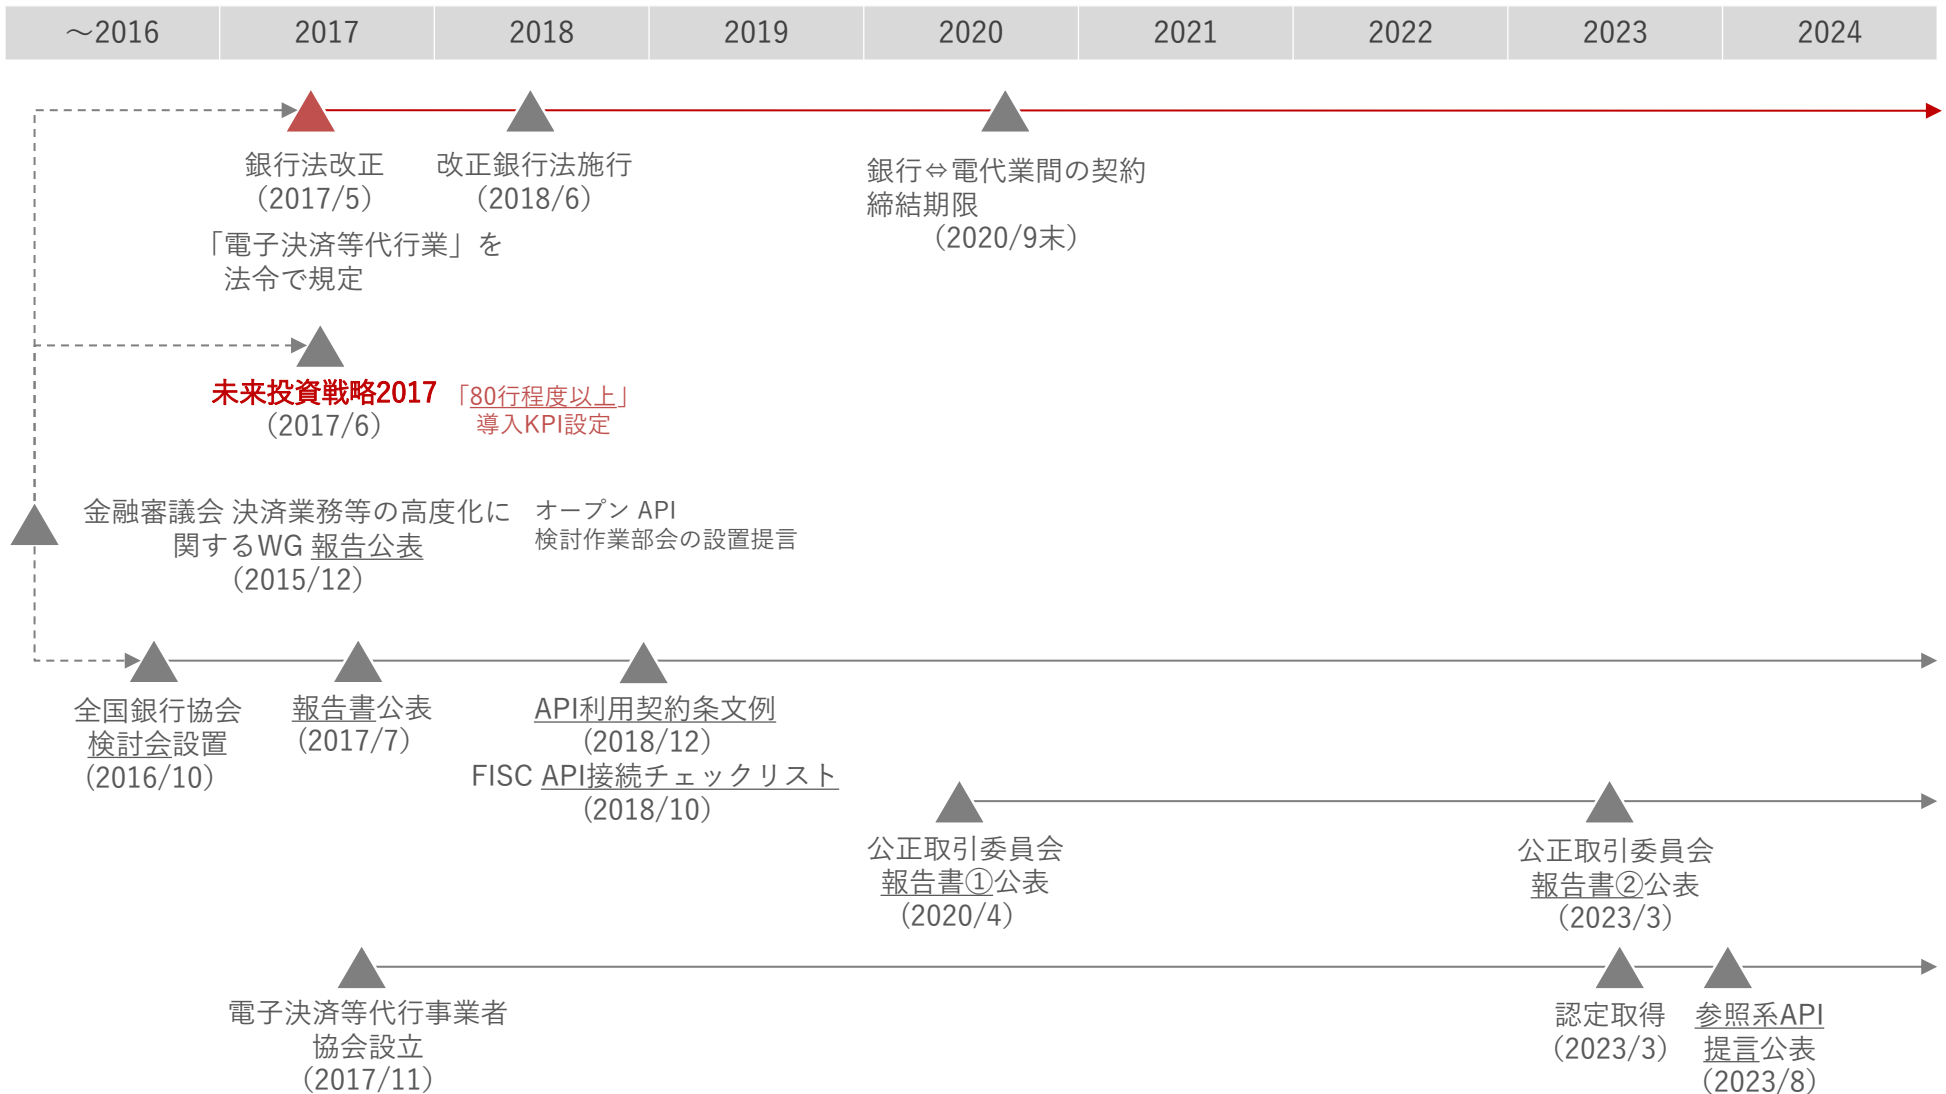 ～2016
2017
2018
2019
2020
2021
2022
2023
2024
銀行法改正
（2017/5）
「電子決済等代行業」を
法令で規定
改正銀行法施行
（2018/6）
銀行⇔電代業間の契約
締結期限
（2020/9末）
未来投資戦略2017
（2017/6）
「80行程度以上」
導入KPI設定
金融審議会 決済業務等の高度化に
関するWG 報告公表
（2015/12）
オープン API
検討作業部会の設置提言
全国銀行協会
検討会設置
（2016/10）
報告書公表
（2017/7）
API利用契約条文例
（2018/12）
FISC API接続チェックリスト
（2018/10）
公正取引委員会
報告書①公表
（2020/4）
公正取引委員会
報告書②公表
（2023/3）
電子決済等代行事業者
協会設立
（2017/11）
認定取得
（2023/3）
参照系API
提言公表
（2023/8）